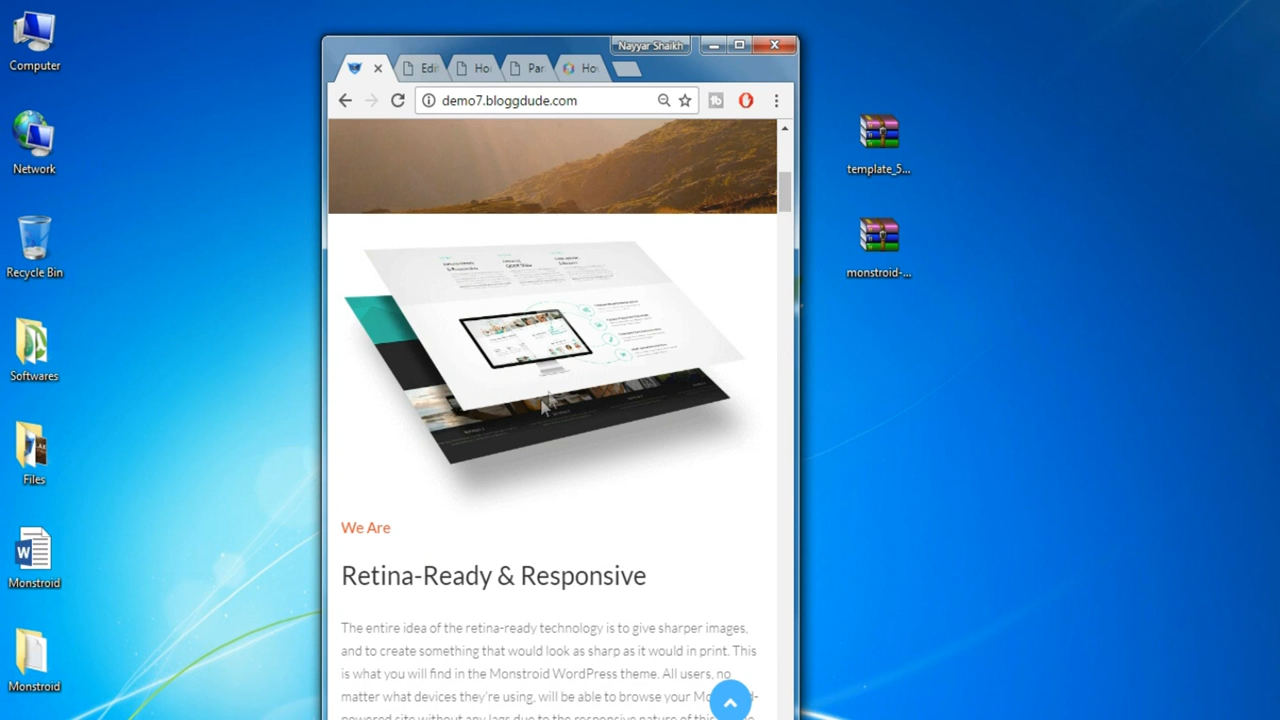 Computer
Network
Recycle Bin
Softwares
Files
Monstroid
Monstroid
Nayyar Shaikh
Edi
Ho
Par
Ho
demo7.bloggdude.com
We Are
Retina-Ready & Responsive
The entire idea of the retina-ready technology is to give sharper images,
and to create something that would look as sharp as it would in print. This
is what you will find in the Monstroid WordPress theme. All users, no
matter what devices they're using, will be able to browse your Mo
powered site without any lags due to the responsive nature of
template_5...
monstroid-...